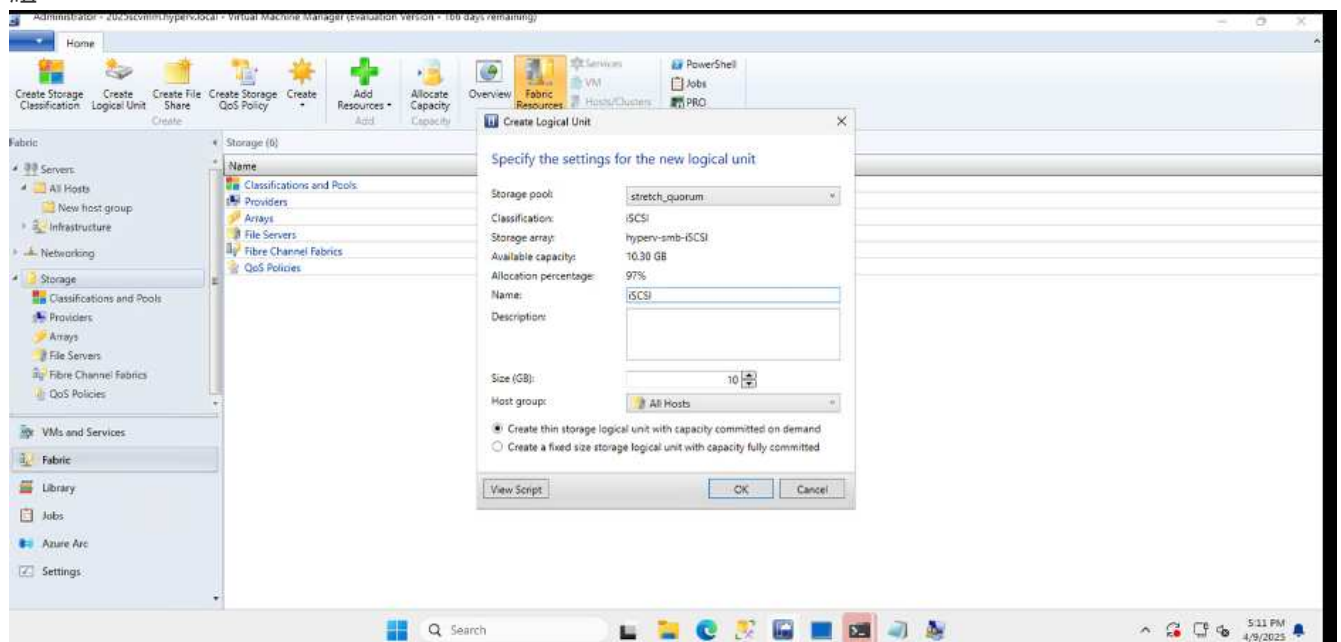 Administrator - 2025scvmm.hyperv.local - Virtual Machine Manager (Evaluation Version - 166 days remaining)
Home
Create Storage Classification
Create Logical Unit
Create File Share
Create Storage QoS Policy
Create
Add Resources
Allocate Capacity
Overview
Fabric Resources
Services
VM
Hosts/Clusters
PowerShell
Jobs
PRO
Create
Add
Capacity
Fabric
Servers
All Hosts
New host group
Infrastructure
Networking
Storage
Classifications and Pools
Providers
Arrays
File Servers
Fibre Channel Fabrics
QoS Policies
VMs and Services
Fabric
Library
Jobs
Azure Arc
Settings
Storage (6)
Name
Classifications and Pools
Providers
Arrays
File Servers
Fibre Channel Fabrics
QoS Policies
Create Logical Unit
Specify the settings for the new logical unit
Storage pool: stretch_quorum
Classification: iSCSI
Storage array: hyperv-smb-iSCSI
Available capacity: 10.30 GB
Allocation percentage: 97%
Name: iSCSI
Description:
Size (GB): 10
Host group: All Hosts
Create thin storage logical unit with capacity committed on demand
Create a fixed size storage logical unit with capacity fully committed
View Script
OK
Cancel
Search
5:11 PM
4/9/2025